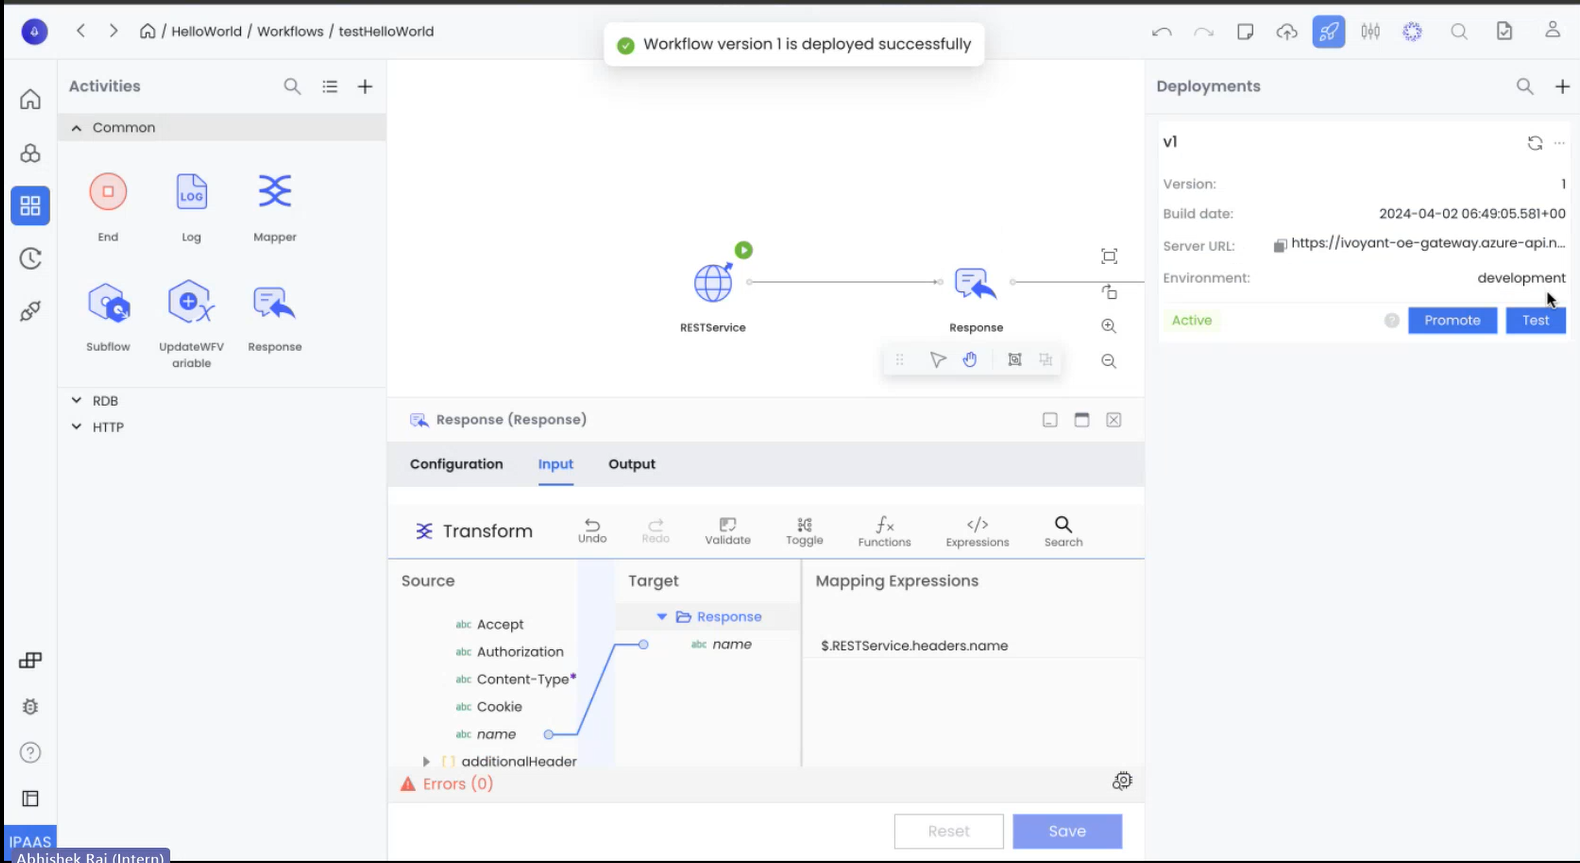 / HelloWorld / Workflows / testHelloWorld
Workflow version 1 is deployed successfully
Activities
Common
LOG
End
Log
Mapper
Subflow
UpdateWFV
ariable
Response
RDB
HTTP
RESTService
Response
Response (Response)
Configuration
Input
Output
Transform
Undo
Redo
Validate
Toggle
Functions
Expressions
Search
Source
Target
Mapping Expressions
abc Accept
abc Authorization
abc Content-Type*
abc Cookie
abc name
[ ] additionalHeader
Response
abc name
$.RESTService.headers.name
Errors (0)
Reset
Save
Deployments
v1
Version: 1
Build date: 2024-04-02 06:49:05.581+00
Server URL: https://ivoyant-oe-gateway.azure-api.n...
Environment: development
Active
Promote
Test
IPAAS
Abhishek Raj (Intern)